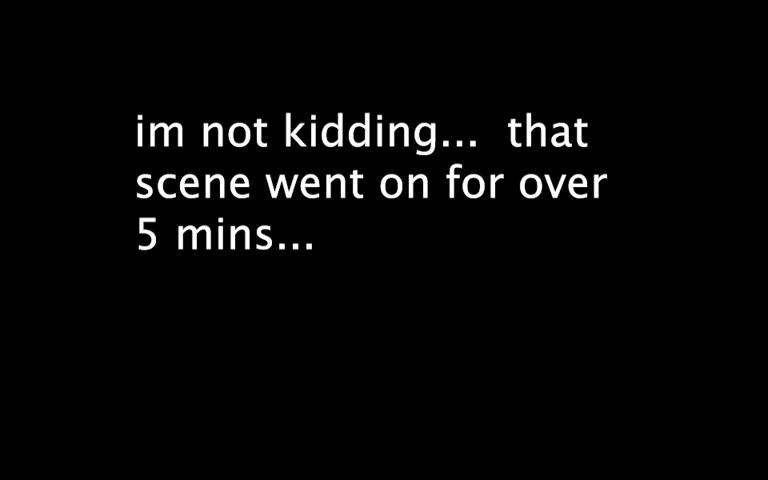 im not kidding...  that
scene went on for over
5 mins...